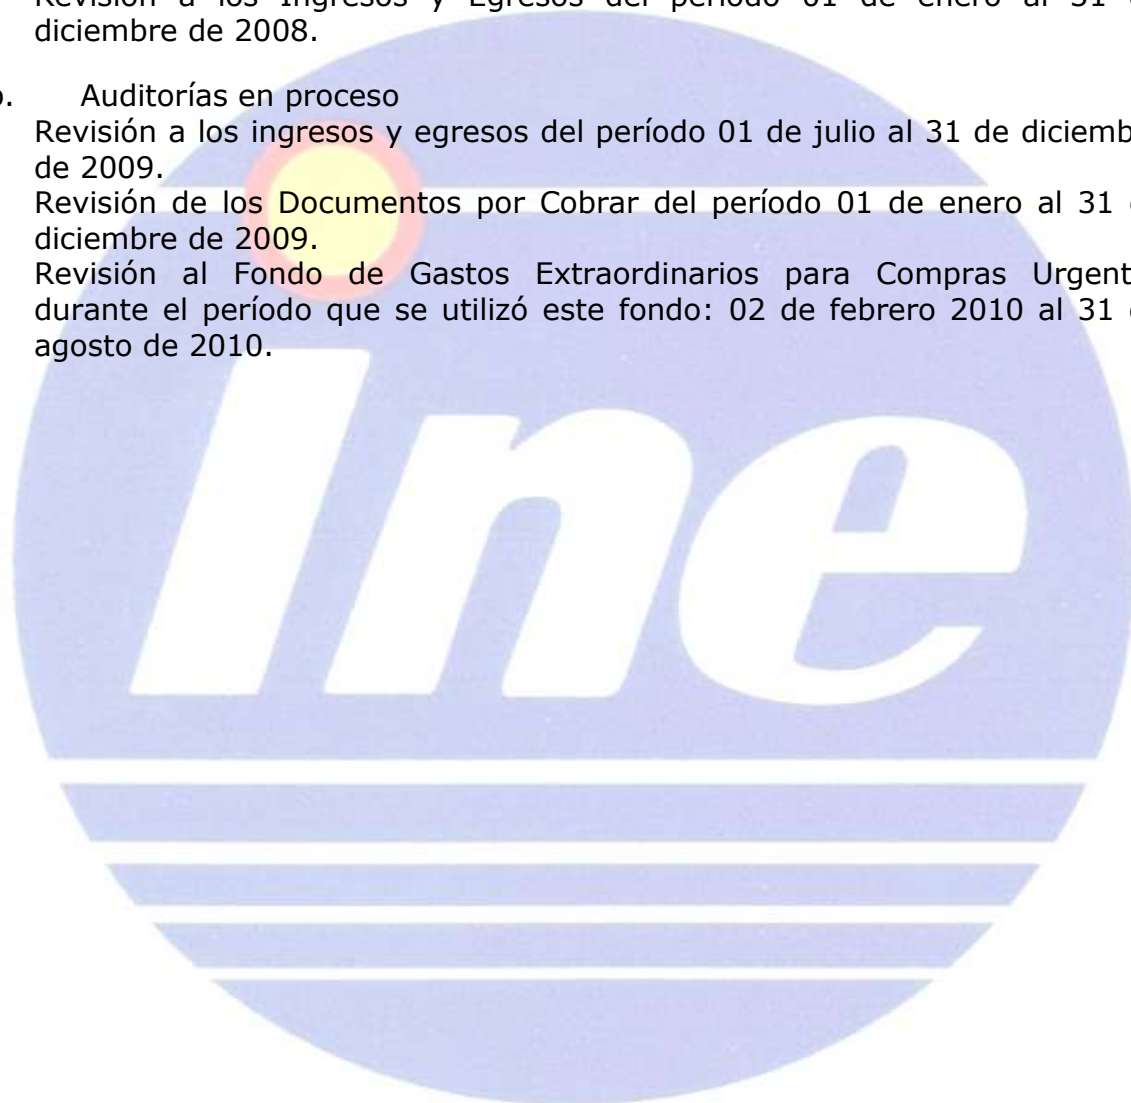 Revisión a los Ingresos y Egresos del período 01 de enero al 31
diciembre de 2008.
Auditorías en proceso
Revisión a los ingresos y egresos del período 01 de julio al 31 de diciemb
de 2009.
Revisión de los Documentos por Cobrar del período 01 de enero al 31
diciembre de 2009.
Revisión al Fondo de Gastos Extraordinarios para Compras Urgent
durante el período que se utilizó este fondo: 02 de febrero 2010 al 31
agosto de 2010.
Ine